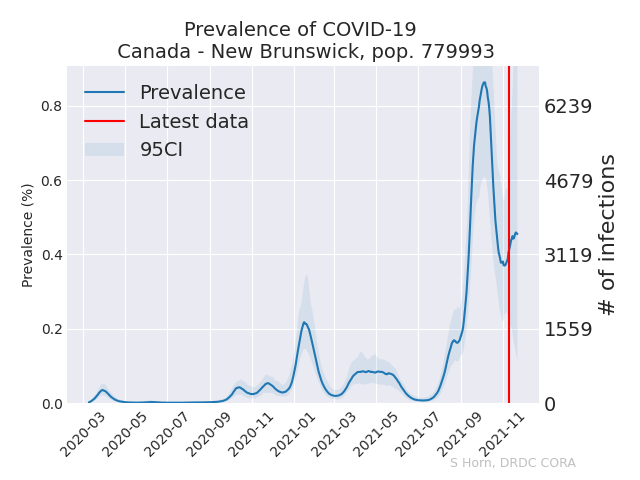 Prevalence of COVID-19
Canada - New Brunswick, pop. 779993
Prevalence
Latest data
95CI
Prevalence (%)
0.8
0.6
0.4
0.2
0.0
6239
4679
3119
1559
0
# of infections
2020-03
2020-05
2020-07
2020-09
2020-11
2021-01
2021-03
2021-05
2021-07
2021-09
2021-11
S Horn, DRDC CORA